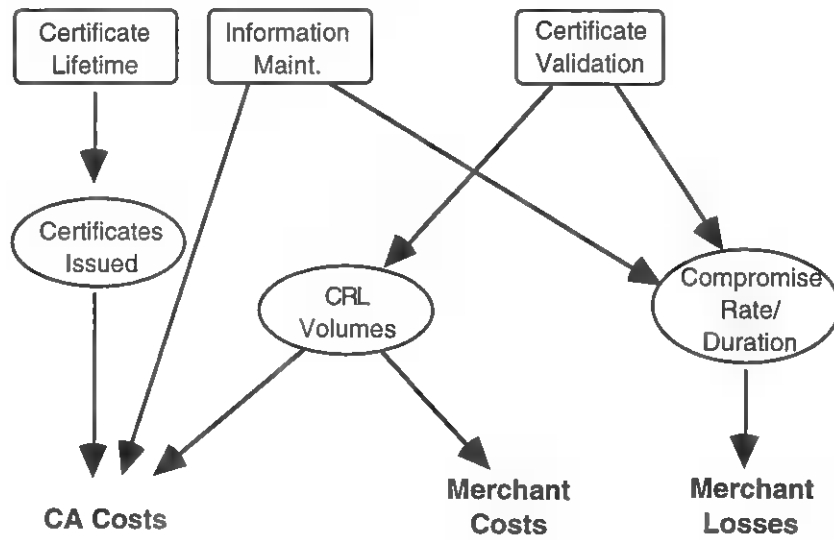 Certificate
Lifetime
Information
Maint.
Certificate
Validation
Certificates
Issued
CRL
Volumes
Compromise
Rate/
Duration
CA Costs
Merchant
Costs
Merchant
Losses